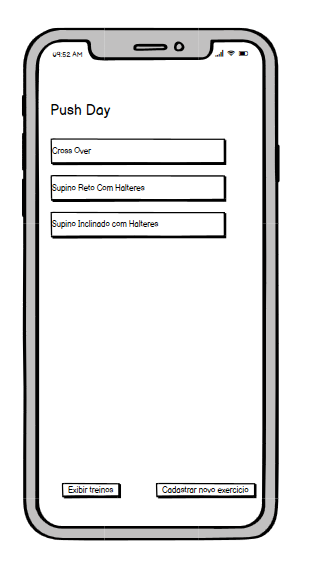 09:52 AM
Push Day
Cross Over
Supino Reto Com Halteres
Supino Inclinado com Halteres
Exibir treinos
Cadastrar novo exercicio